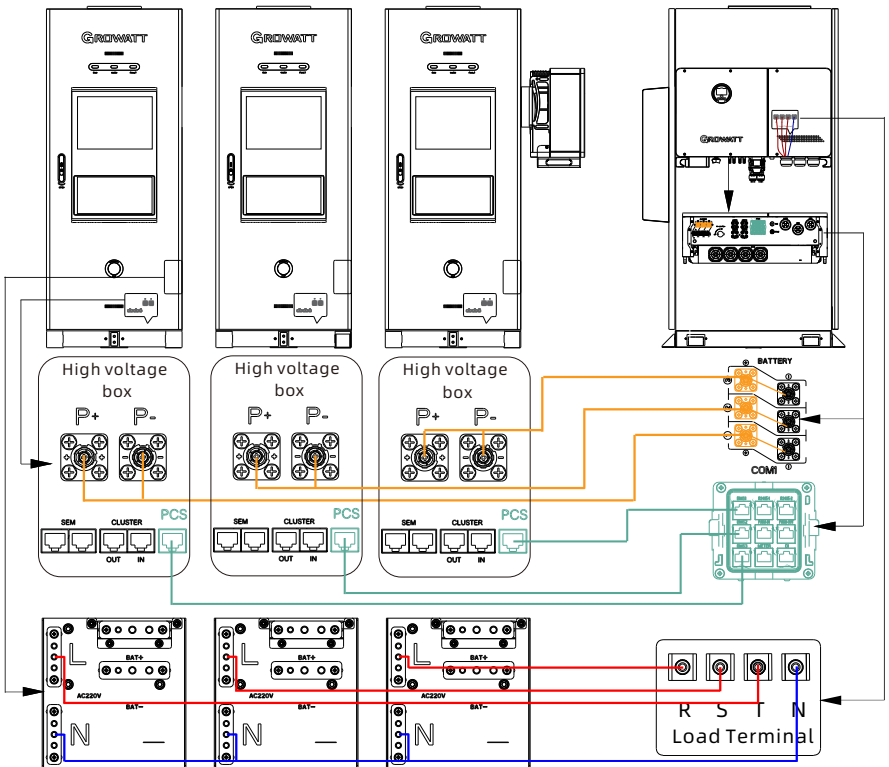 GROWATT
GROWATT
GROWATT
GROWATT
High voltage
box
P+ P-
SEM CLUSTER PCS
OUT IN
High voltage
box
P+ P-
SEM CLUSTER PCS
OUT IN
High voltage
box
P+ P-
SEM CLUSTER PCS
OUT IN
BATTERY
COM1
L
BAT+
AC220V
BAT-
N
L
BAT+
AC220V
BAT-
N
L
BAT+
AC220V
BAT-
N
R S T N
Load Terminal